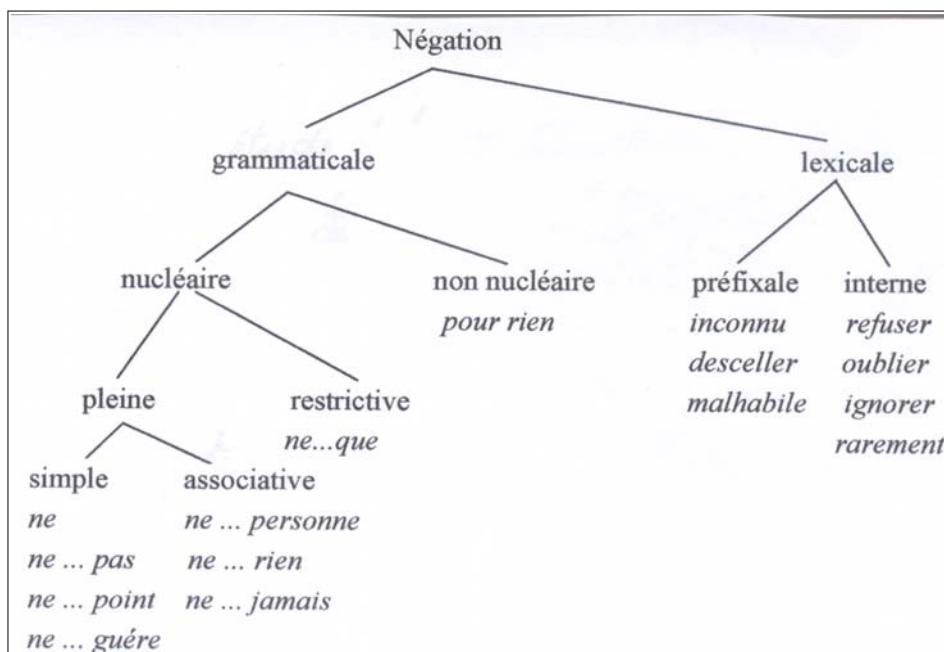 Négation
grammaticale
lexicale
nucléaire
non nucléaire
pour rien
préfixale
inconnu
desceller
malhabile
interne
refuser
oublier
ignorer
rarement
pleine
restrictive
ne...que
simple
ne
ne ... pas
ne ... point
ne ... guére
associative
ne ... personne
ne ... rien
ne ... jamais